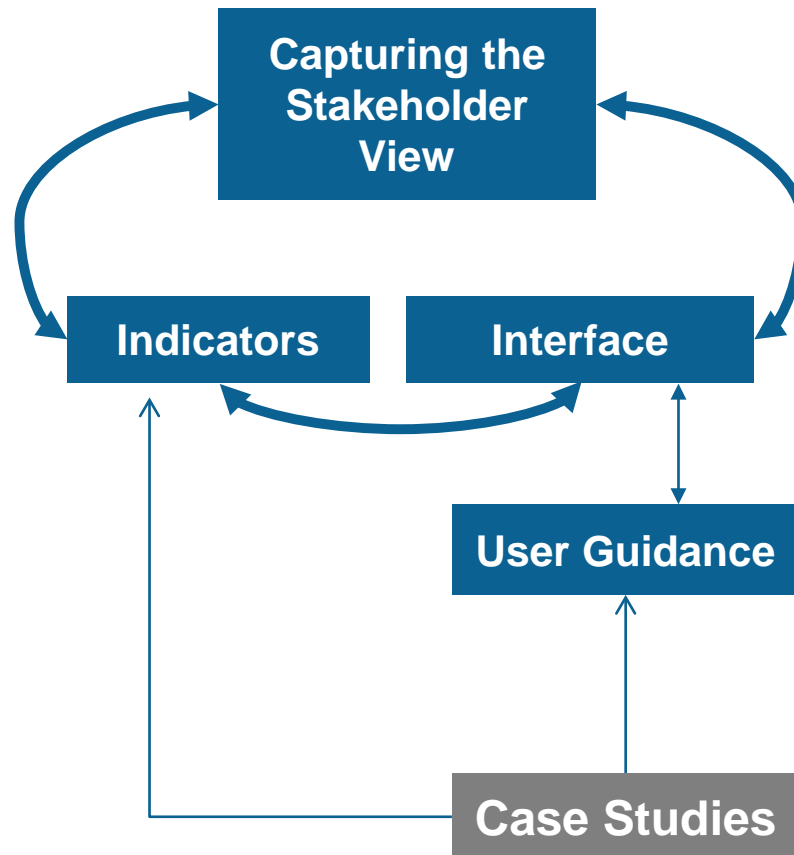 Capturing the
Stakeholder
View
Indicators
Interface
User Guidance
Case Studies